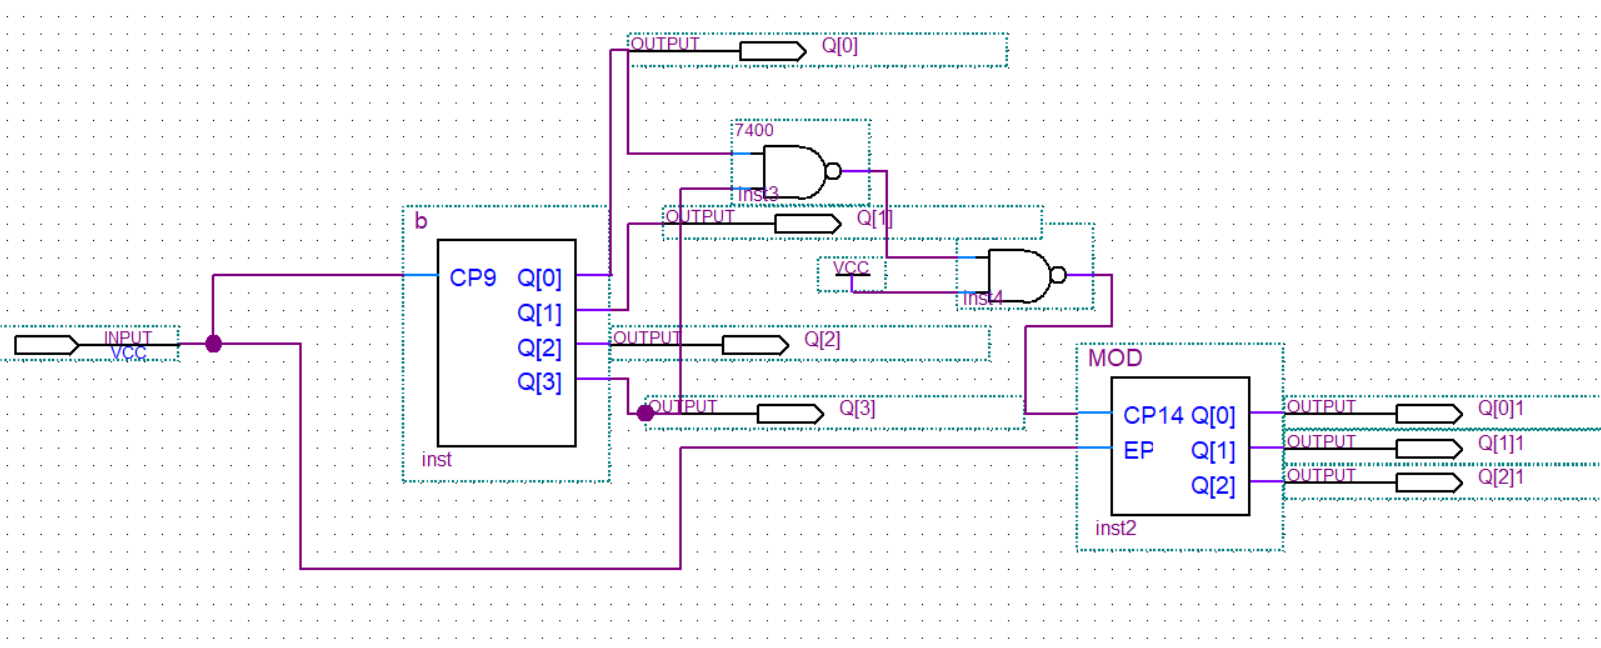 OUTPUT Q[0]
7400
inst3
OUTPUT Q[1]
b
CP9 Q[0]
Q[1]
Q[2]
Q[3]
inst
VCC
inst4
INPUT
VCC
OUTPUT Q[2]
OUTPUT Q[3]
MOD
CP14 Q[0]
EP Q[1]
Q[2]
inst2
OUTPUT Q[0]1
OUTPUT Q[1]1
OUTPUT Q[2]1